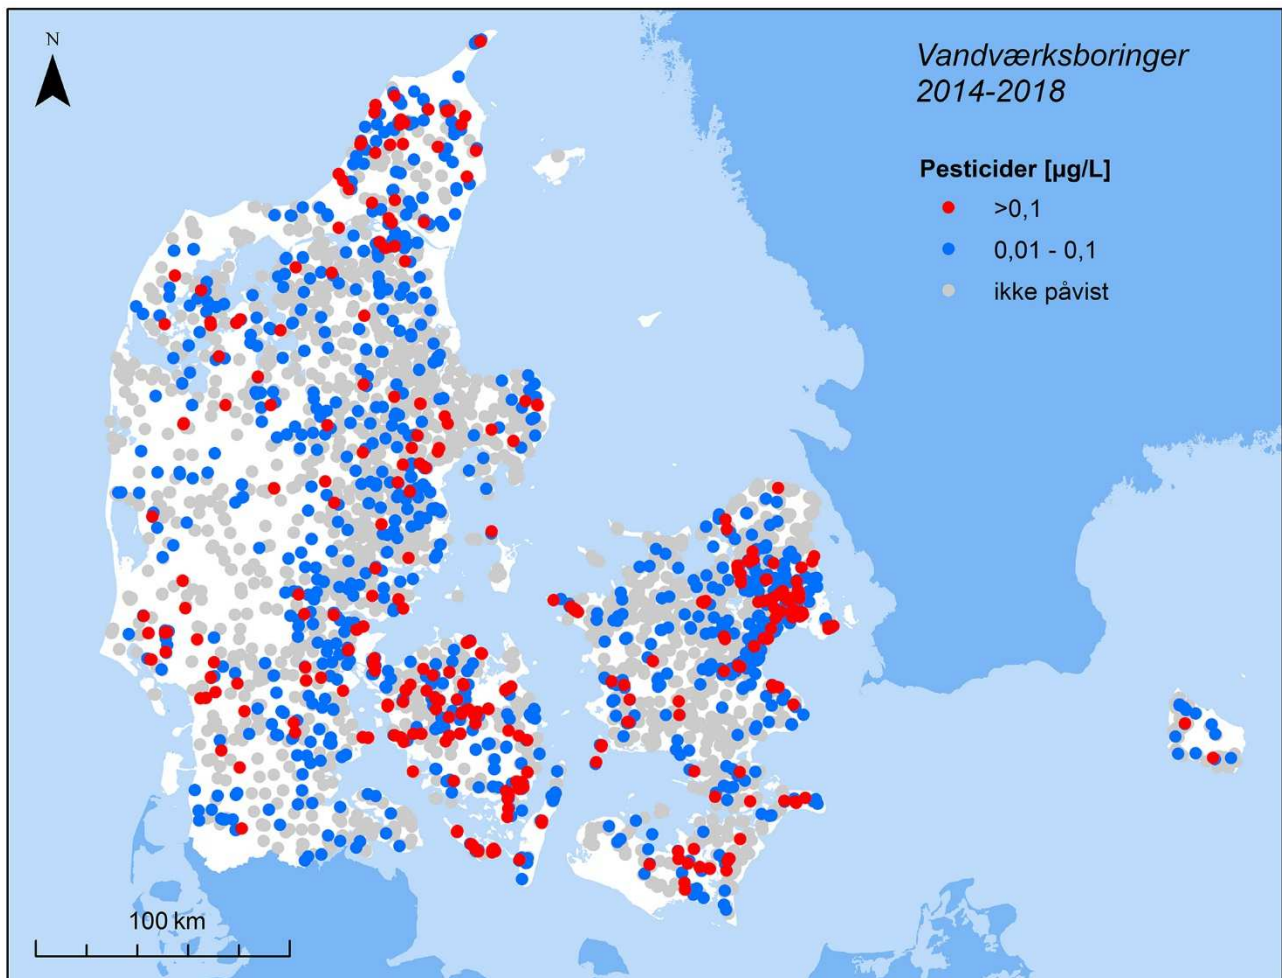 N
Vandværksboringer
2014-2018
Pesticider [µg/L]
>0,1
0,01 - 0,1
ikke påvist
100 km